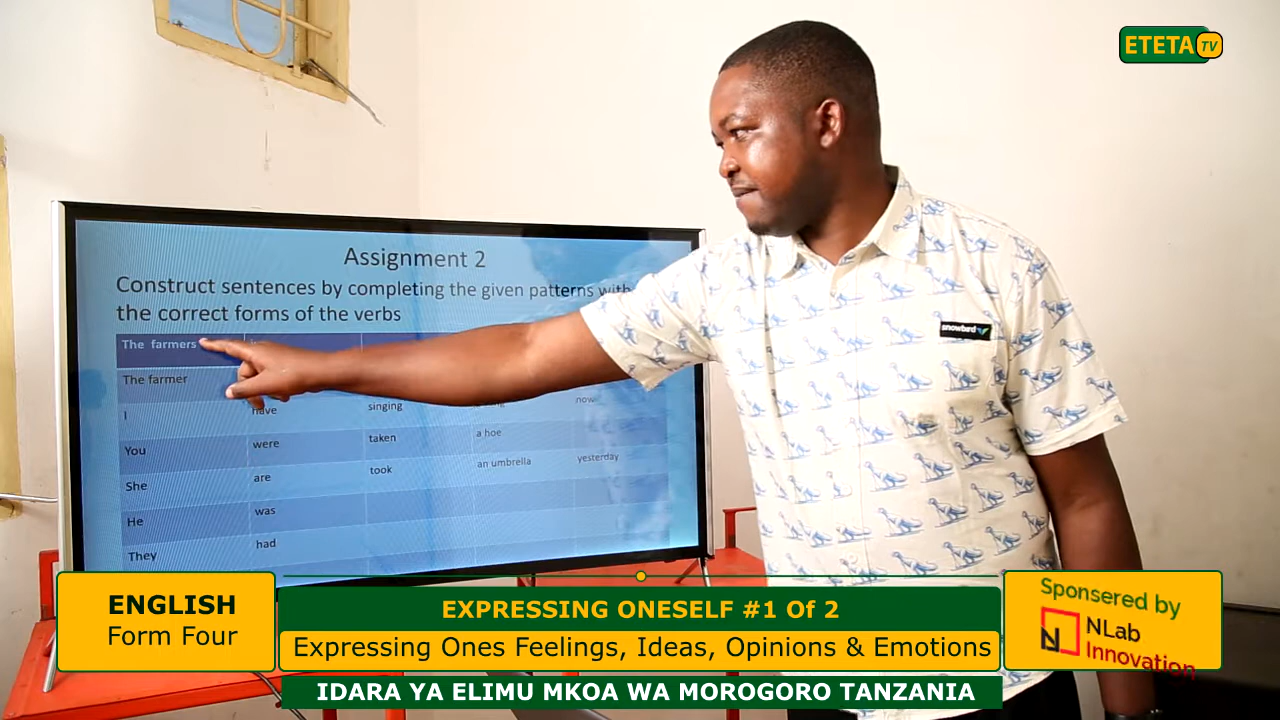 ETETA TV
Assignment 2
Construct sentences by completing the given patterns with
the correct forms of the verbs
The farmers
The farmer
I have singing now
You were taken a hoe
She are took an umbrella yesterday
He was
They had
snowbird
ENGLISH
Form Four
EXPRESSING ONESELF #1 Of 2
Expressing Ones Feelings, Ideas, Opinions & Emotions
IDARA YA ELIMU MKOA WA MOROGORO TANZANIA
Sponsered by
N
NLab
Innovation